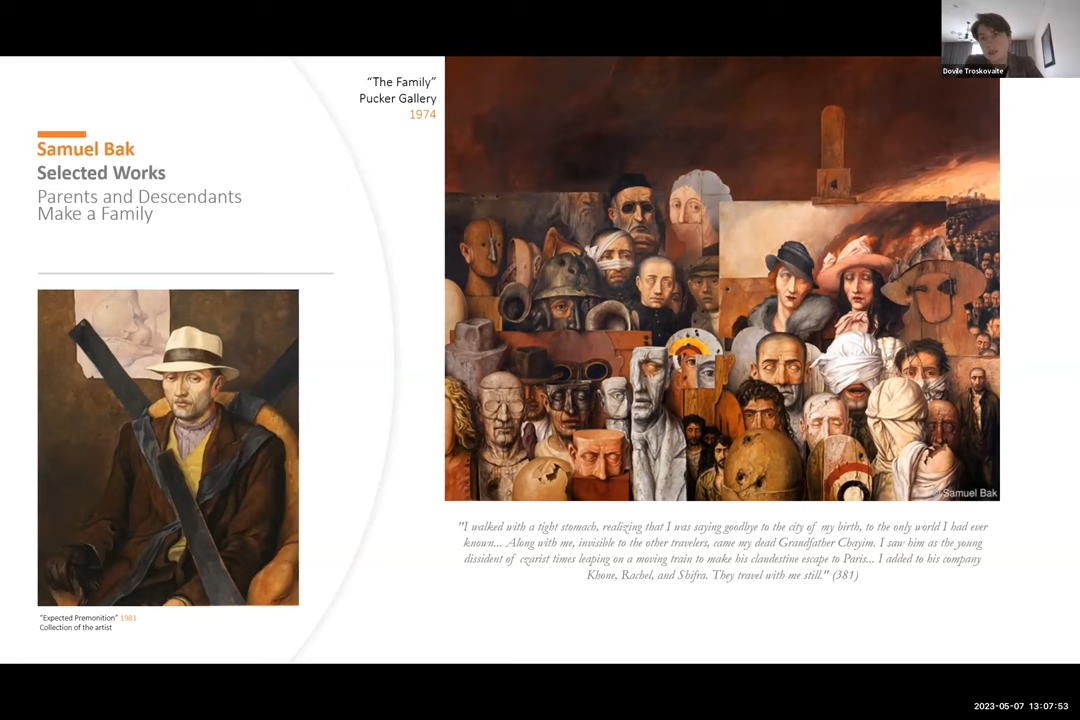 Dovile Troskovaite
"The Family"
Pucker Gallery
1974
Samuel Bak
Selected Works
Parents and Descendants
Make a Family
© Samuel Bak
"I walked with a tight stomach, realizing that I was saying goodbye to the city of my birth, to the only world I had ever
known... Along with me, invisible to the other travelers, came my dead Grandfather Chayim. I saw him as the young
dissident of czarist times leaping on a moving train to make his clandestine escape to Paris... I added to his company
Khone, Rachel, and Shifra. They travel with me still." (381)
"Expected Premonition" 1981
Collection of the artist
2023-05-07 13:07:53